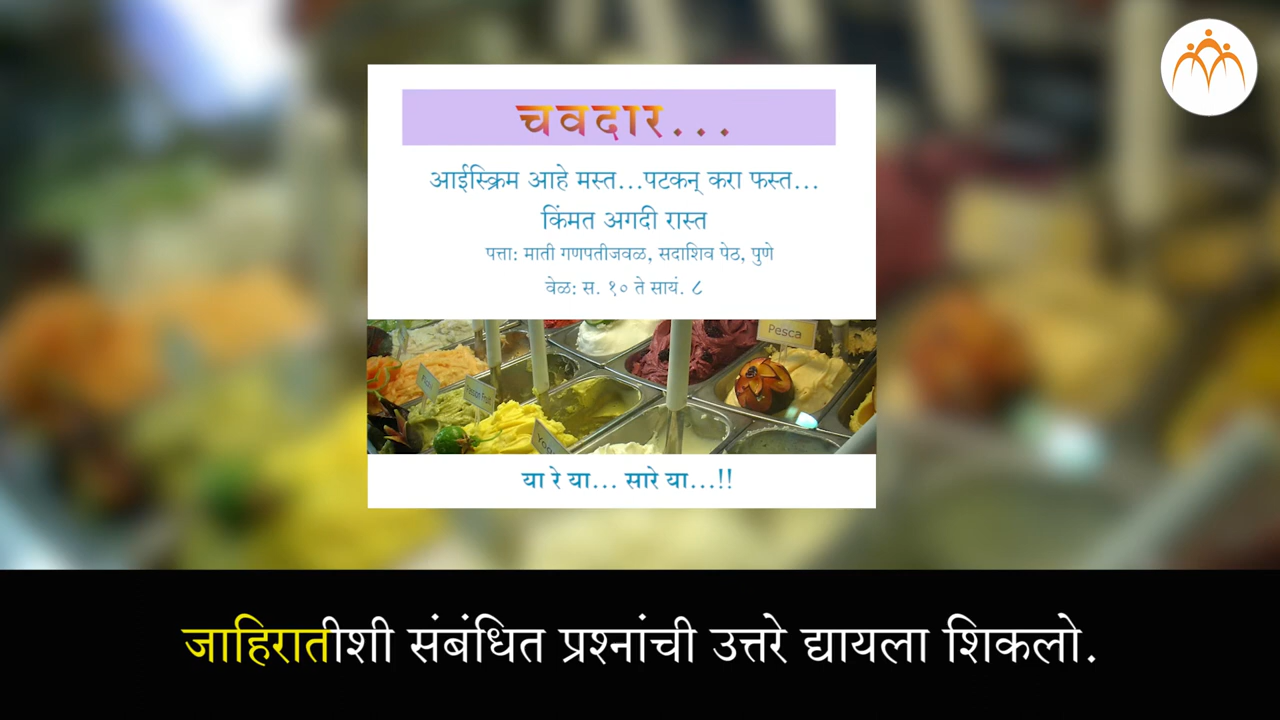 चवदार...
आईस्क्रिम आहे मस्त...पटकन् करा फस्त...
किंमत अगदी रास्त
पत्ता: माती गणपतीजवळ, सदाशिव पेठ, पुणे
वेळ: स. १० ते सायं. ८
Pesca
या रे या... सारे या...!!
जाहिरातीशी संबंधित प्रश्नांची उत्तरे द्यायला शिकलो.